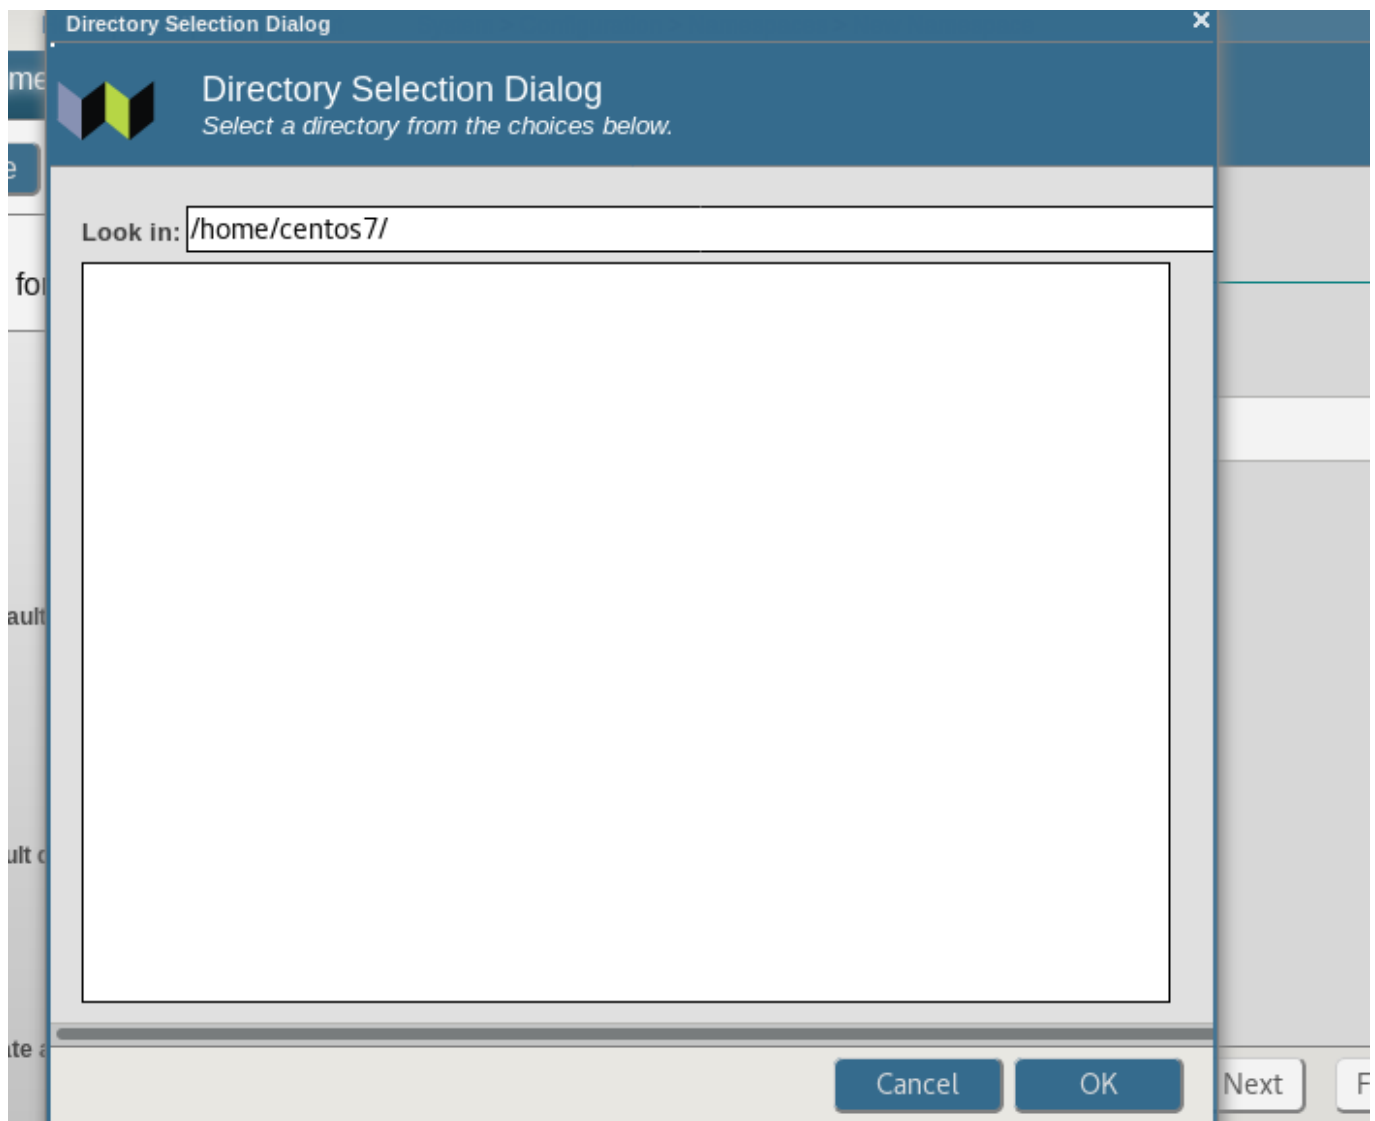 Directory Selection Dialog
Directory Selection Dialog
Select a directory from the choices below.
Look in: /home/centos7/
for
Cancel
OK
Next